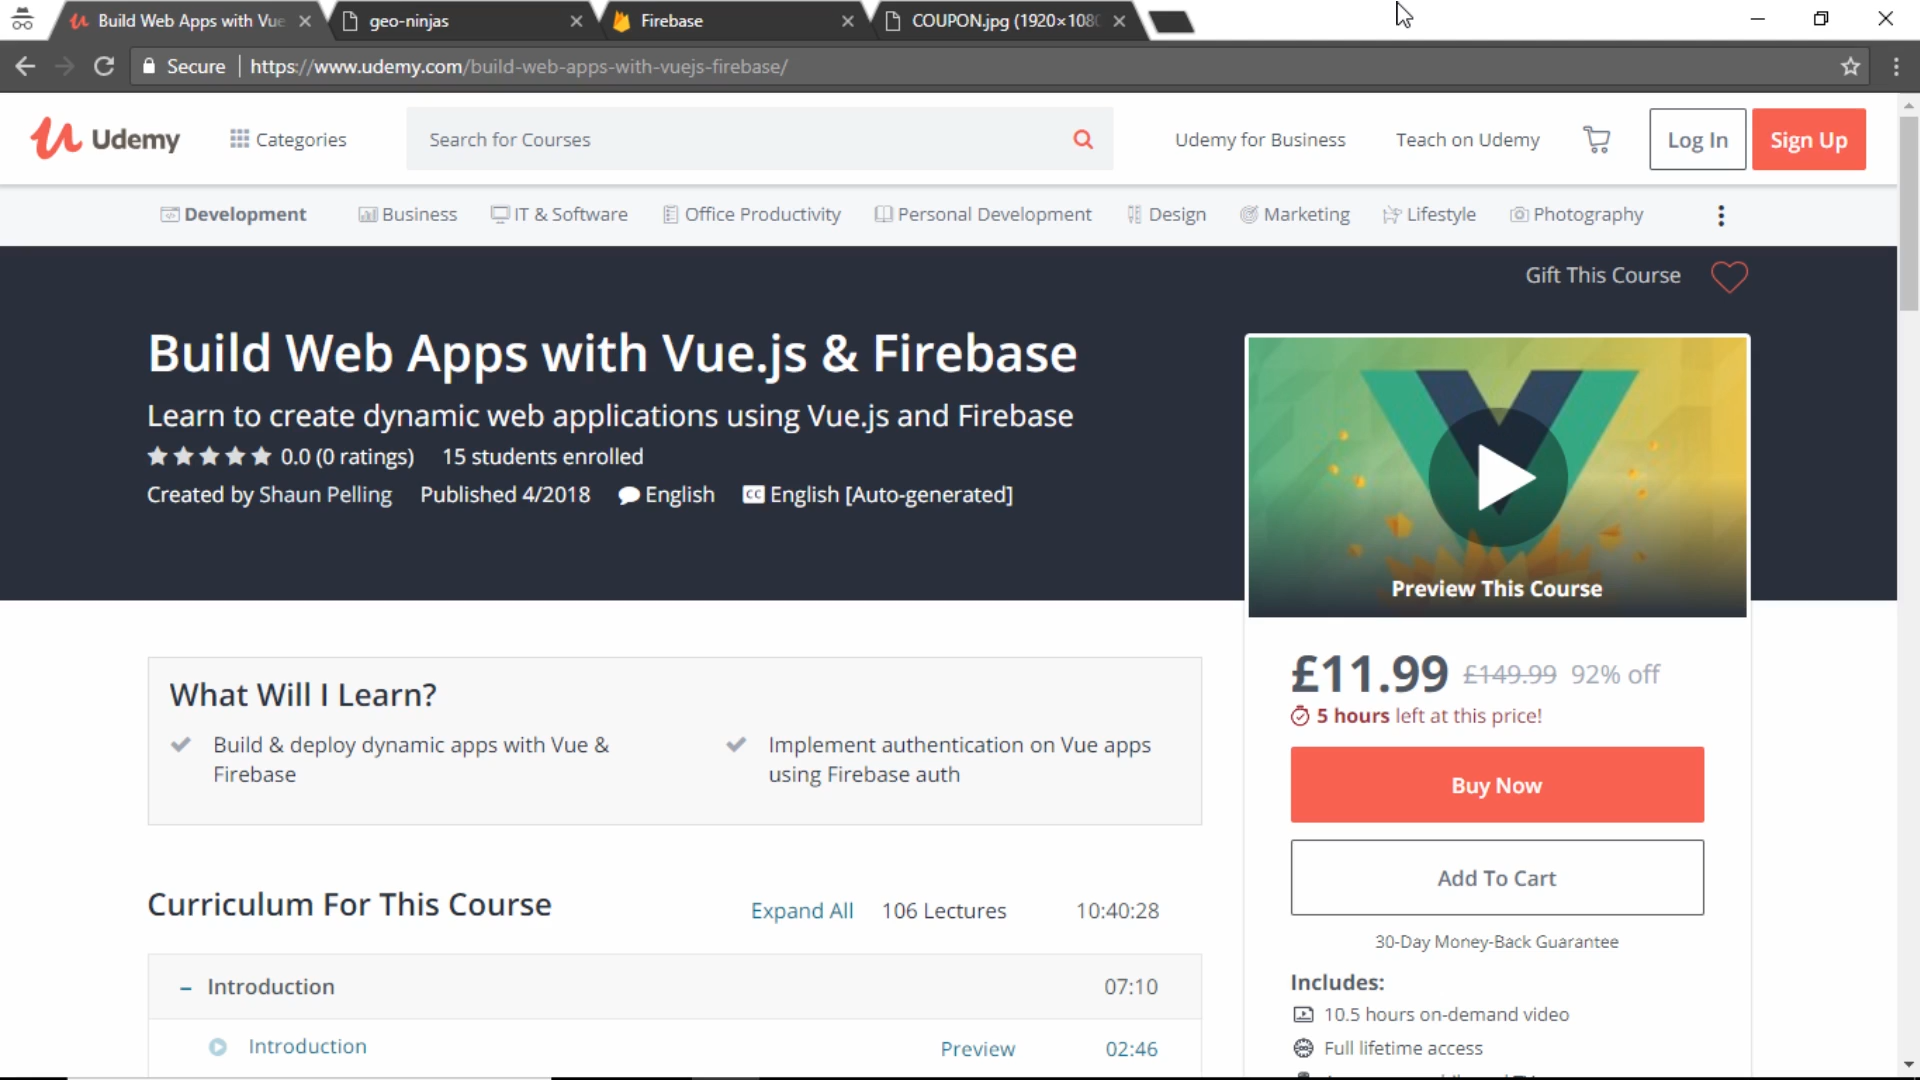 Build Web Apps with Vue
geo-ninjas
Firebase
COUPON.jpg (1920×108
Secure
https://www.udemy.com/build-web-apps-with-vuejs-firebase/
Udemy
Categories
Search for Courses
Udemy for Business
Teach on Udemy
Log In
Sign Up
Development
Business
IT & Software
Office Productivity
Personal Development
Design
Marketing
Lifestyle
Photography
Gift This Course
Build Web Apps with Vue.js & Firebase
Learn to create dynamic web applications using Vue.js and Firebase
0.0 (0 ratings) 15 students enrolled
Created by Shaun Pelling Published 4/2018 English CC English [Auto-generated]
Preview This Course
£11.99 £149.99 92% off
5 hours left at this price!
Buy Now
Add To Cart
30-Day Money-Back Guarantee
Includes:
10.5 hours on-demand video
Full lifetime access
What Will I Learn?
Build & deploy dynamic apps with Vue &
Firebase
Implement authentication on Vue apps
using Firebase auth
Curriculum For This Course
Expand All
106 Lectures
10:40:28
– Introduction
07:10
Introduction
Preview
02:46